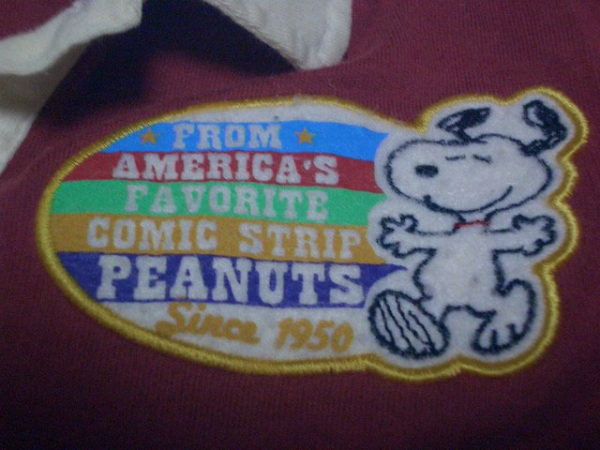 FROM
AMERICA'S
FAVORITE
COMIC STRIP
PEANUTS
Since 1950